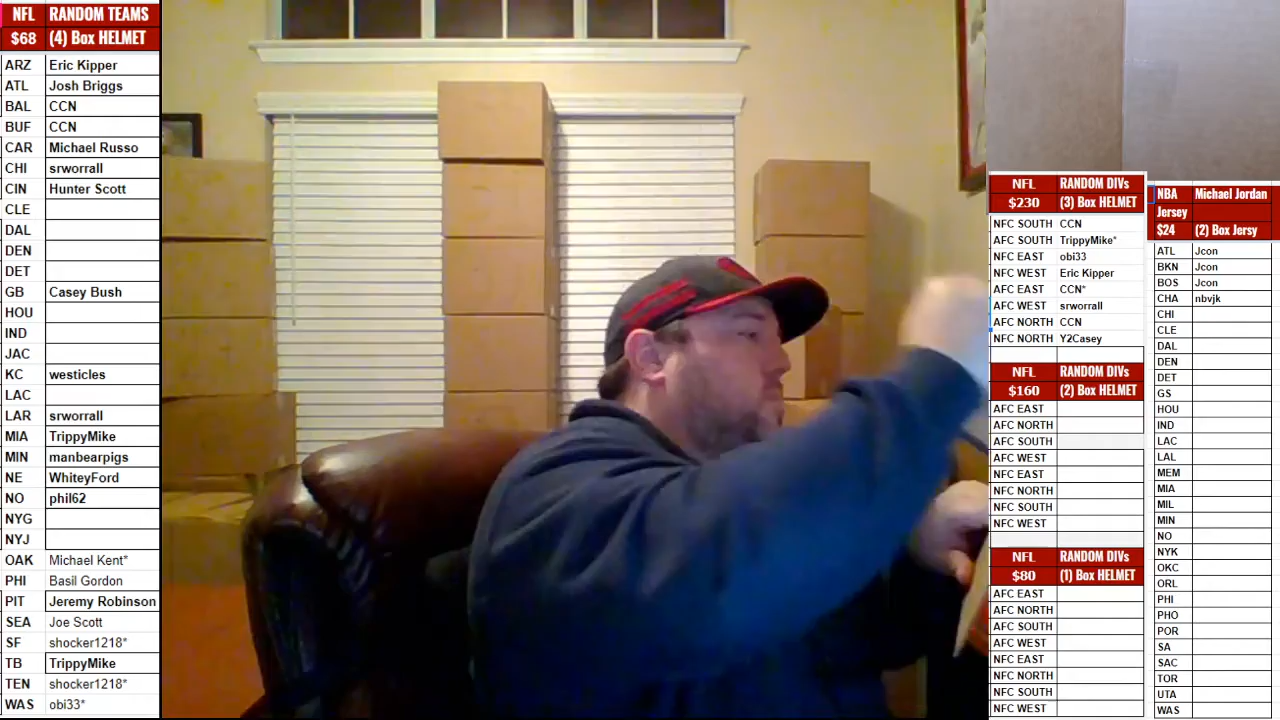 NFL RANDOM TEAMS
$68 (4) Box HELMET
ARZ Eric Kipper
ATL Josh Briggs
BAL CCN
BUF CCN
CAR Michael Russo
CHI srworrall
CIN Hunter Scott
CLE
DAL
DEN
DET
GB Casey Bush
HOU
IND
JAC
KC westicles
LAC
LAR srworrall
MIA TrippyMike
MIN manbearpigs
NE WhiteyFord
NO phil62
NYG
NYJ
OAK Michael Kent*
PHI Basil Gordon
PIT Jeremy Robinson
SEA Joe Scott
SF shocker1218*
TB TrippyMike
TEN shocker1218*
WAS obi33*
NFL RANDOM DIVs
$230 (3) Box HELMET
NFC SOUTH CCN
AFC SOUTH TrippyMike*
NFC EAST obi33
NFC WEST Eric Kipper
AFC EAST CCN*
AFC WEST srworrall
AFC NORTH CCN
NFC NORTH Y2Casey
NFL RANDOM DIVs
$160 (2) Box HELMET
AFC EAST
AFC NORTH
AFC SOUTH
AFC WEST
NFC EAST
NFC NORTH
NFC SOUTH
NFC WEST
NFL RANDOM DIVs
$80 (1) Box HELMET
AFC EAST
AFC NORTH
AFC SOUTH
AFC WEST
NFC EAST
NFC NORTH
NFC SOUTH
NFC WEST
NBA Michael Jordan
Jersey
$24 (2) Box Jersy
ATL Jcon
BKN Jcon
BOS Jcon
CHA nbvjk
CHI
CLE
DAL
DEN
DET
GS
HOU
IND
LAC
LAL
MEM
MIA
MIL
MIN
NO
NYK
OKC
ORL
PHI
PHO
POR
SA
SAC
TOR
UTA
WAS